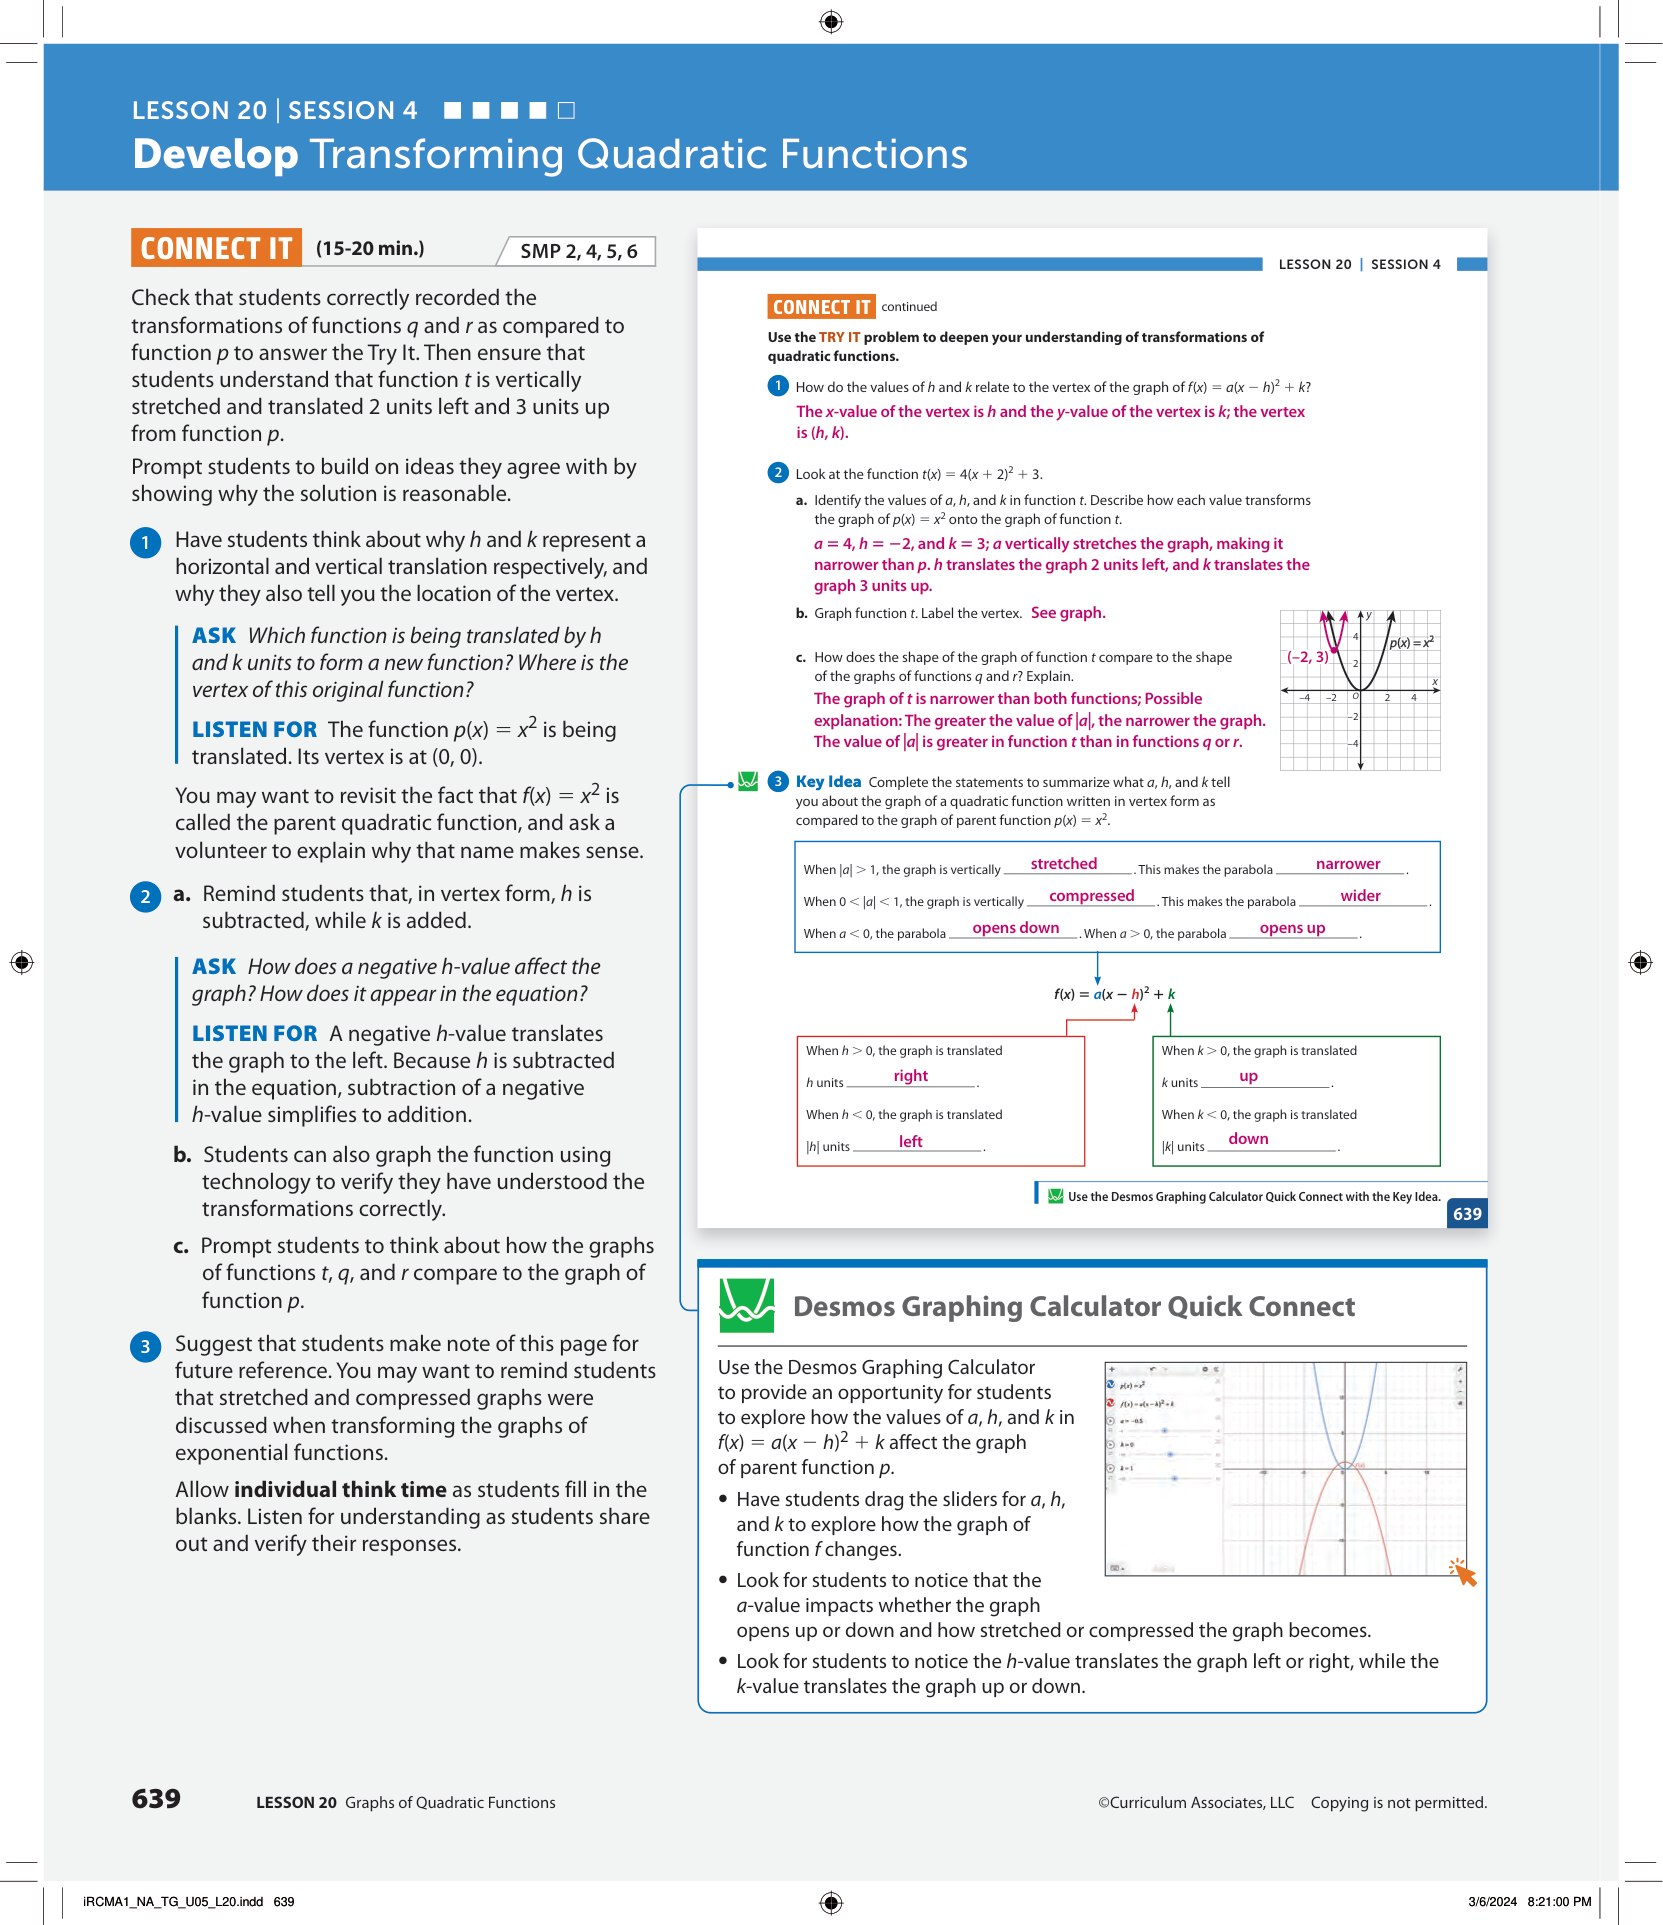 LESSON 20 | SESSION 4
Develop Transforming Quadratic Functions
CONNECT IT (15-20 min.) SMP 2, 4, 5, 6
Check that students correctly recorded the
transformations of functions q and r as compared to
function p to answer the Try It. Then ensure that
students understand that function t is vertically
stretched and translated 2 units left and 3 units up
from function p.
Prompt students to build on ideas they agree with by
showing why the solution is reasonable.
1 Have students think about why h and k represent a
horizontal and vertical translation respectively, and
why they also tell you the location of the vertex.
ASK Which function is being translated by h
and k units to form a new function? Where is the
vertex of this original function?
LISTEN FOR The function p(x) = x² is being
translated. Its vertex is at (0, 0).
You may want to revisit the fact that f(x) = x² is
called the parent quadratic function, and ask a
volunteer to explain why that name makes sense.
2 a. Remind students that, in vertex form, h is
subtracted, while k is added.
ASK How does a negative h-value affect the
graph? How does it appear in the equation?
LISTEN FOR A negative h-value translates
the graph to the left. Because h is subtracted
in the equation, subtraction of a negative
h-value simplifies to addition.
b. Students can also graph the function using
technology to verify they have understood the
transformations correctly.
c. Prompt students to think about how the graphs
of functions t, q, and r compare to the graph of
function p.
3 Suggest that students make note of this page for
future reference. You may want to remind students
that stretched and compressed graphs were
discussed when transforming the graphs of
exponential functions.
Allow individual think time as students fill in the
blanks. Listen for understanding as students share
out and verify their responses.
LESSON 20 | SESSION 4
CONNECT IT continued
Use the TRY IT problem to deepen your understanding of transformations of
quadratic functions.
1 How do the values of h and k relate to the vertex of the graph of f(x) = a(x − h)² + k?
The x-value of the vertex is h and the y-value of the vertex is k; the vertex
is (h, k).
2 Look at the function t(x) = 4(x + 2)² + 3.
a. Identify the values of a, h, and k in function t. Describe how each value transforms
the graph of p(x) = x² onto the graph of function t.
a = 4, h = −2, and k = 3; a vertically stretches the graph, making it
narrower than p. h translates the graph 2 units left, and k translates the
graph 3 units up.
b. Graph function t. Label the vertex. See graph.
c. How does the shape of the graph of function t compare to the shape
of the graphs of functions q and r? Explain.
The graph of t is narrower than both functions; Possible
explanation: The greater the value of |a|, the narrower the graph.
The value of |a| is greater in function t than in functions q or r.
y
4
p(x) = x²
(–2, 3)
2
x
–4 –2 O 2 4
–2
–4
3 Key Idea Complete the statements to summarize what a, h, and k tell
you about the graph of a quadratic function written in vertex form as
compared to the graph of parent function p(x) = x².
When |a| > 1, the graph is vertically stretched. This makes the parabola narrower.
When 0 < |a| < 1, the graph is vertically compressed. This makes the parabola wider.
When a < 0, the parabola opens down. When a > 0, the parabola opens up.
f(x) = a(x − h)² + k
When h > 0, the graph is translated
h units right.
When h < 0, the graph is translated
|h| units left.
When k > 0, the graph is translated
k units up.
When k < 0, the graph is translated
|k| units down.
Use the Desmos Graphing Calculator Quick Connect with the Key Idea.
639
Desmos Graphing Calculator Quick Connect
Use the Desmos Graphing Calculator
to provide an opportunity for students
to explore how the values of a, h, and k in
f(x) = a(x − h)² + k affect the graph
of parent function p.
• Have students drag the sliders for a, h,
and k to explore how the graph of
function f changes.
• Look for students to notice that the
a-value impacts whether the graph
opens up or down and how stretched or compressed the graph becomes.
• Look for students to notice the h-value translates the graph left or right, while the
k-value translates the graph up or down.
p(x) = x²
f(x) = a(x − h)² + k
a = −0.5
h = 0
k = 1
639 LESSON 20 Graphs of Quadratic Functions
©Curriculum Associates, LLC Copying is not permitted.
iRCMA1_NA_TG_U05_L20.indd 639
3/6/2024 8:21:00 PM